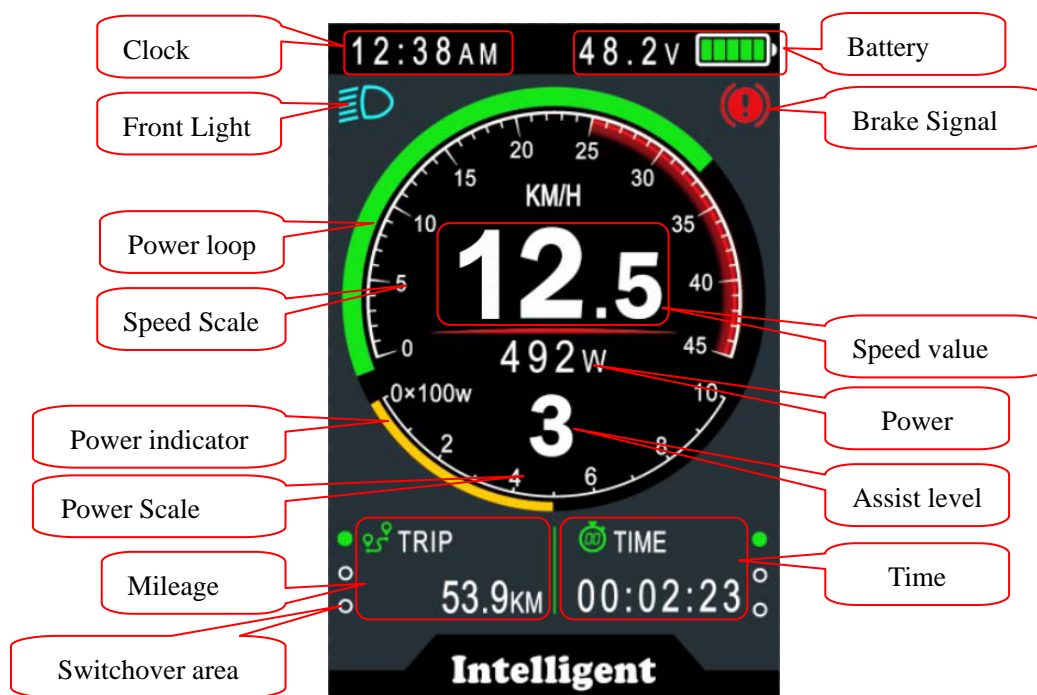 Clock
12:38AM
48.2V
Battery
Front Light
Brake Signal
20
25
15
30
KM/H
10
35
Power loop
12.5
5
40
Speed Scale
0
45
Speed value
492W
0×100w
10
Power
Power indicator
3
2
8
4
6
Power Scale
Assist level
TRIP
00
TIME
Mileage
53.9KM
00:02:23
Time
Switchover area
Intelligent